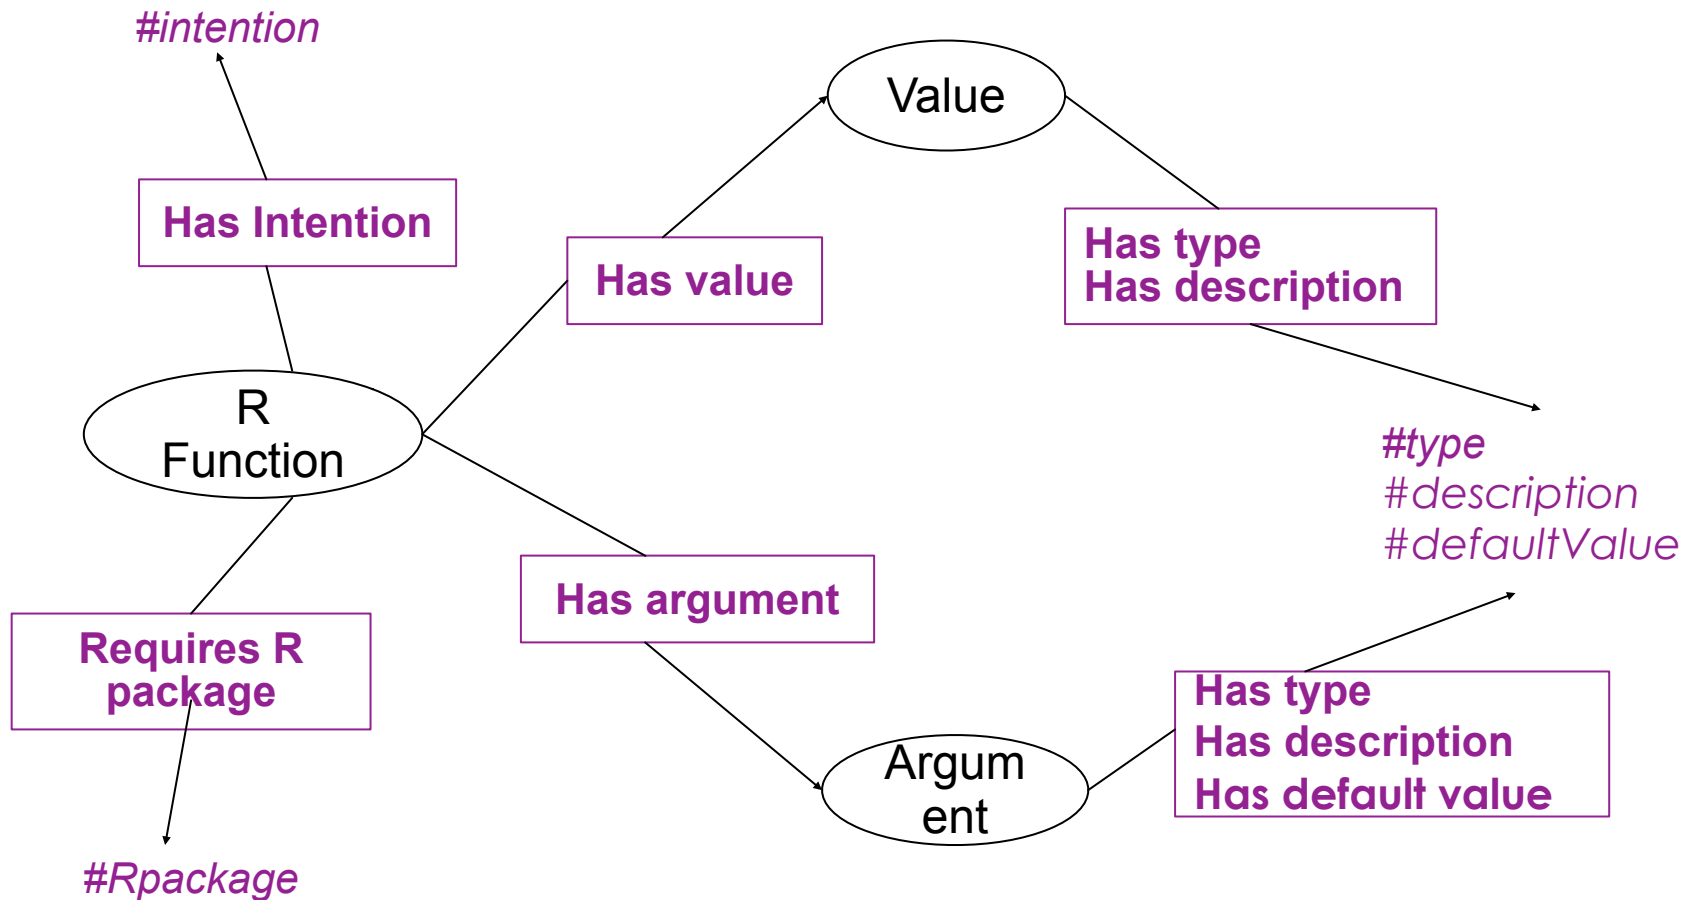 #intention
Value
Has Intention
Has value
Has type
Has description
R
Function
#type
#description
#defaultValue
Has argument
Requires R
package
Has type
Has description
Has default value
Argum
ent
#Rpackage